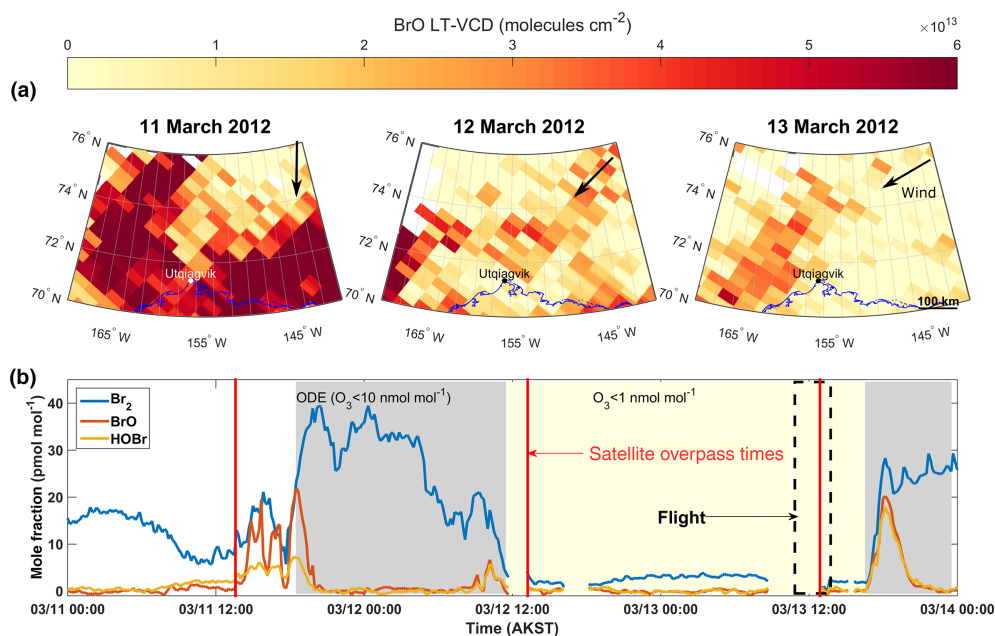 BrO LT-VCD (molecules cm⁻²)
×10¹³
0 1 2 3 4 5 6
(a)
11 March 2012
12 March 2012
13 March 2012
76° N
74° N
72° N
70° N
165° W
155° W
145° W
Utqiagvik
76° N
74° N
72° N
70° N
165° W
155° W
145° W
Utqiagvik
76° N
74° N
72° N
70° N
165° W
155° W
145° W
Utqiagvik
Wind
100 km
(b)
Mole fraction (pmol mol⁻¹)
40
30
20
10
0
Br₂
BrO
HOBr
ODE (O₃<10 nmol mol⁻¹)
O₃<1 nmol mol⁻¹
Satellite overpass times
Flight
03/11 00:00 03/11 12:00 03/12 00:00 03/12 12:00 03/13 00:00 03/13 12:00 03/14 00:00
Time (AKST)